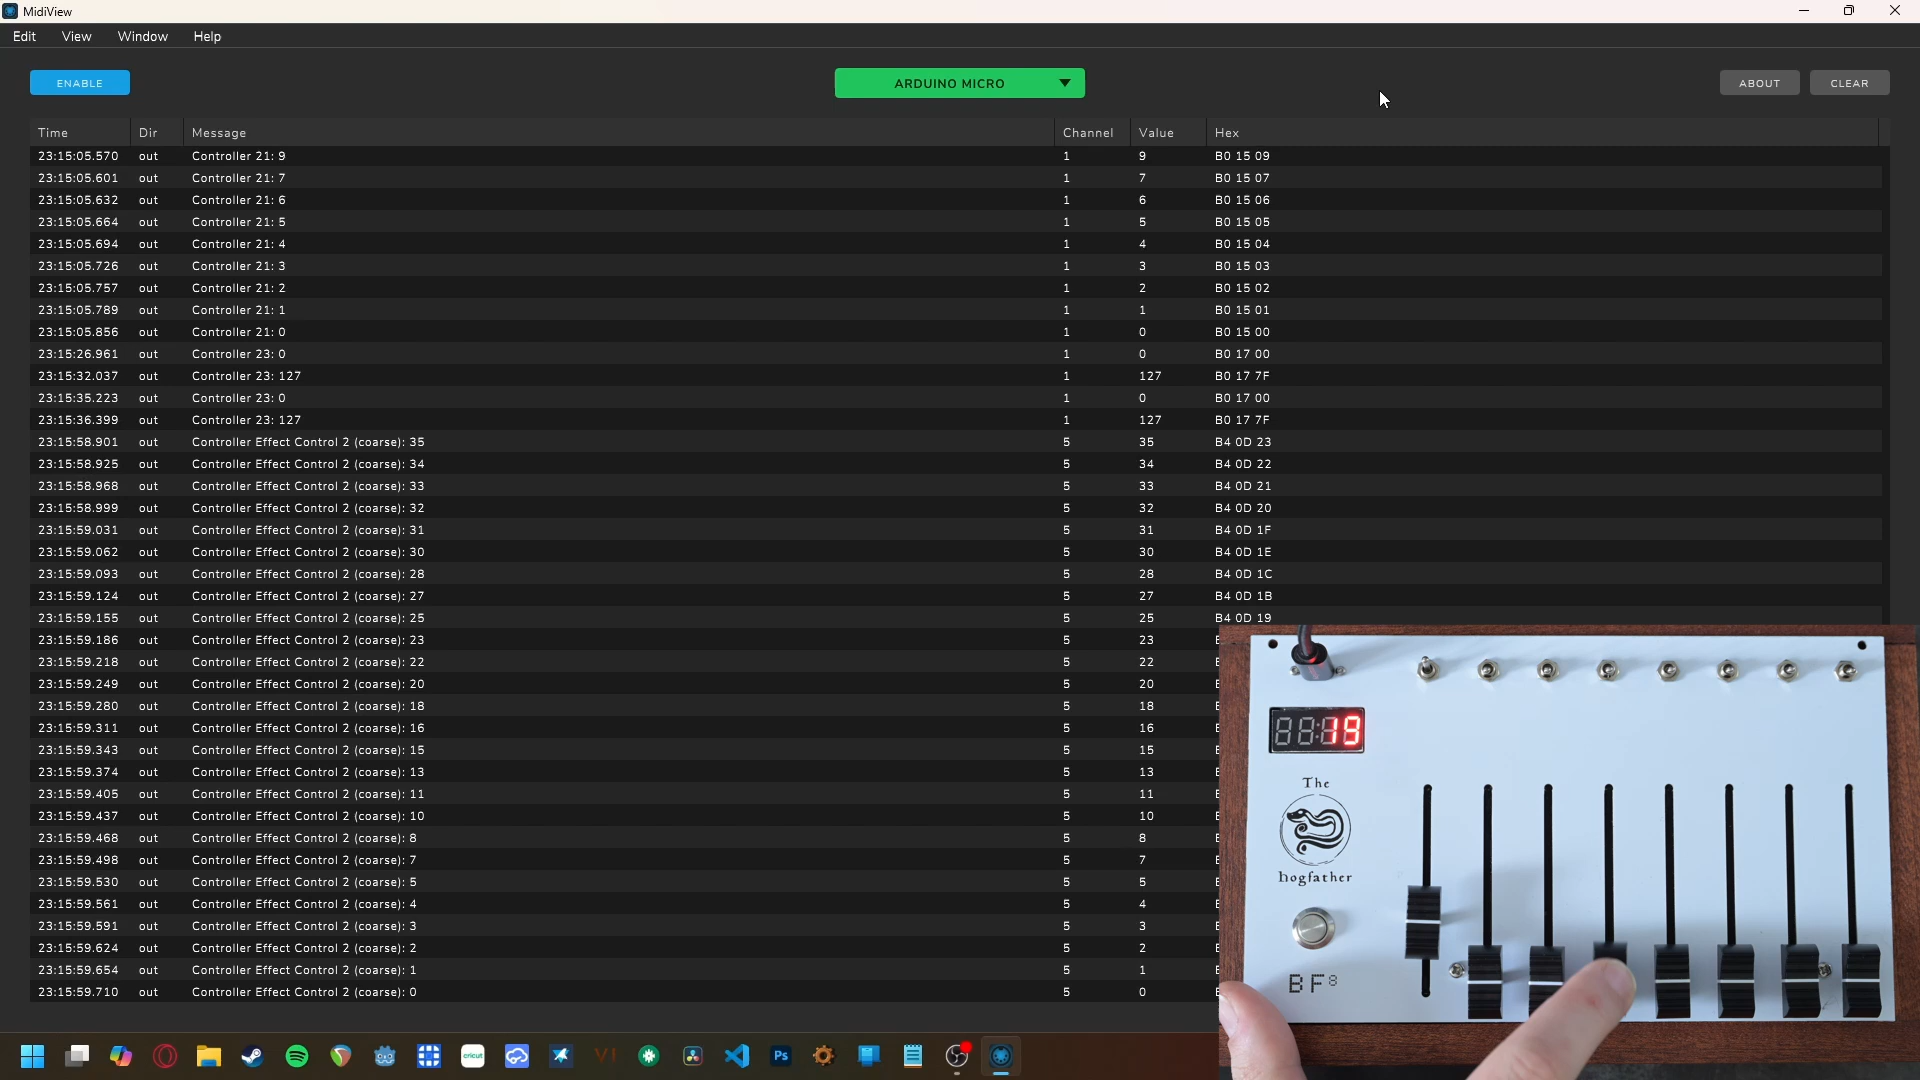 MidiView
Edit View Window Help
ENABLE ARDUINO MICRO ABOUT CLEAR
Time Dir Message Channel Value Hex
23:15:05.570 out Controller 21: 9 1 9 B0 15 09
23:15:05.601 out Controller 21: 7 1 7 B0 15 07
23:15:05.632 out Controller 21: 6 1 6 B0 15 06
23:15:05.664 out Controller 21: 5 1 5 B0 15 05
23:15:05.694 out Controller 21: 4 1 4 B0 15 04
23:15:05.726 out Controller 21: 3 1 3 B0 15 03
23:15:05.757 out Controller 21: 2 1 2 B0 15 02
23:15:05.789 out Controller 21: 1 1 1 B0 15 01
23:15:05.856 out Controller 21: 0 1 0 B0 15 00
23:15:26.961 out Controller 23: 0 1 0 B0 17 00
23:15:32.037 out Controller 23: 127 1 127 B0 17 7F
23:15:35.223 out Controller 23: 0 1 0 B0 17 00
23:15:36.399 out Controller 23: 127 1 127 B0 17 7F
23:15:58.901 out Controller Effect Control 2 (coarse): 35 5 35 B4 0D 23
23:15:58.925 out Controller Effect Control 2 (coarse): 34 5 34 B4 0D 22
23:15:58.968 out Controller Effect Control 2 (coarse): 33 5 33 B4 0D 21
23:15:58.999 out Controller Effect Control 2 (coarse): 32 5 32 B4 0D 20
23:15:59.031 out Controller Effect Control 2 (coarse): 31 5 31 B4 0D 1F
23:15:59.062 out Controller Effect Control 2 (coarse): 30 5 30 B4 0D 1E
23:15:59.093 out Controller Effect Control 2 (coarse): 28 5 28 B4 0D 1C
23:15:59.124 out Controller Effect Control 2 (coarse): 27 5 27 B4 0D 1B
23:15:59.155 out Controller Effect Control 2 (coarse): 25 5 25 B4 0D 19
23:15:59.186 out Controller Effect Control 2 (coarse): 23 5 23
23:15:59.218 out Controller Effect Control 2 (coarse): 22 5 22
23:15:59.249 out Controller Effect Control 2 (coarse): 20 5 20
23:15:59.280 out Controller Effect Control 2 (coarse): 18 5 18
23:15:59.311 out Controller Effect Control 2 (coarse): 16 5 16
23:15:59.343 out Controller Effect Control 2 (coarse): 15 5 15
23:15:59.374 out Controller Effect Control 2 (coarse): 13 5 13
23:15:59.405 out Controller Effect Control 2 (coarse): 11 5 11
23:15:59.437 out Controller Effect Control 2 (coarse): 10 5 10
23:15:59.468 out Controller Effect Control 2 (coarse): 8 5 8
23:15:59.498 out Controller Effect Control 2 (coarse): 7 5 7
23:15:59.530 out Controller Effect Control 2 (coarse): 5 5 5
23:15:59.561 out Controller Effect Control 2 (coarse): 4 5 4
23:15:59.591 out Controller Effect Control 2 (coarse): 3 5 3
23:15:59.624 out Controller Effect Control 2 (coarse): 2 5 2
23:15:59.654 out Controller Effect Control 2 (coarse): 1 5 1
23:15:59.710 out Controller Effect Control 2 (coarse): 0 5 0
19
The
hogfather
BF8
cricut
Ps